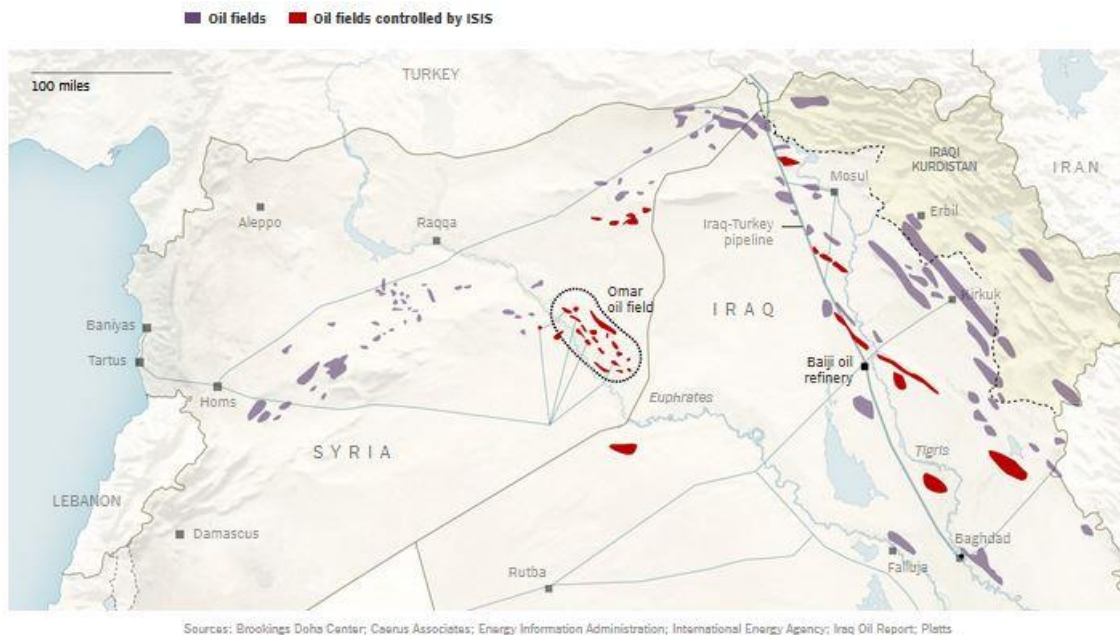 Oil fields
Oil fields controlled by ISIS
100 miles
TURKEY
IRAQI
KURDISTAN
IRAN
Mosul
Aleppo
Raqqa
Erbil
Iraq-Turkey
pipeline
Omar
oil field
IRAQ
Kirkuk
Baniyas
Tartus
Baiji oil
refinery
Homs
Euphrates
SYRIA
Tigris
LEBANON
Damascus
Baghdad
Falluja
Rutba
Sources: Brookings Doha Center; Caerus Associates; Energy Information Administration; International Energy Agency; Iraq Oil Report; Platts